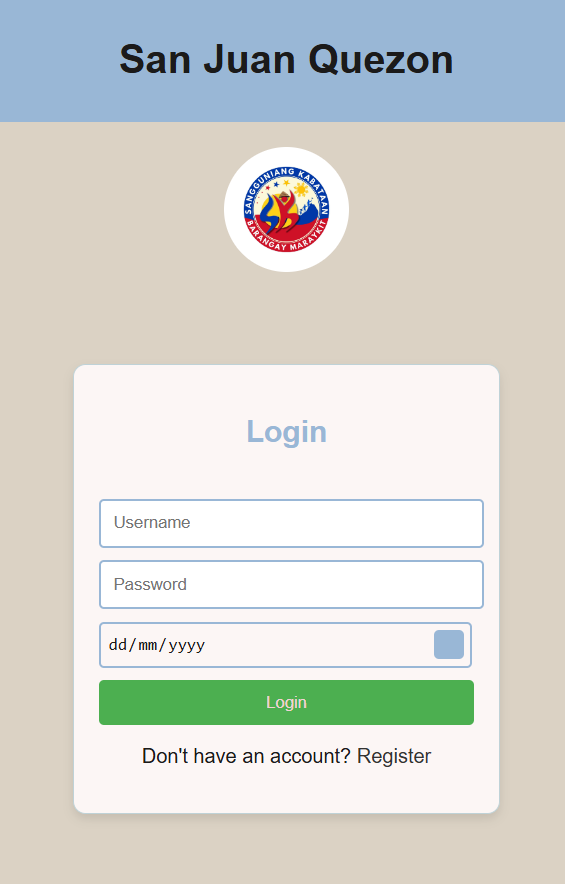 San Juan Quezon
SANGGUNIANG KABATAAN
BARANGAY MARAYKIT
Login
Username
Password
dd/mm/yyyy
Login
Don't have an account? Register